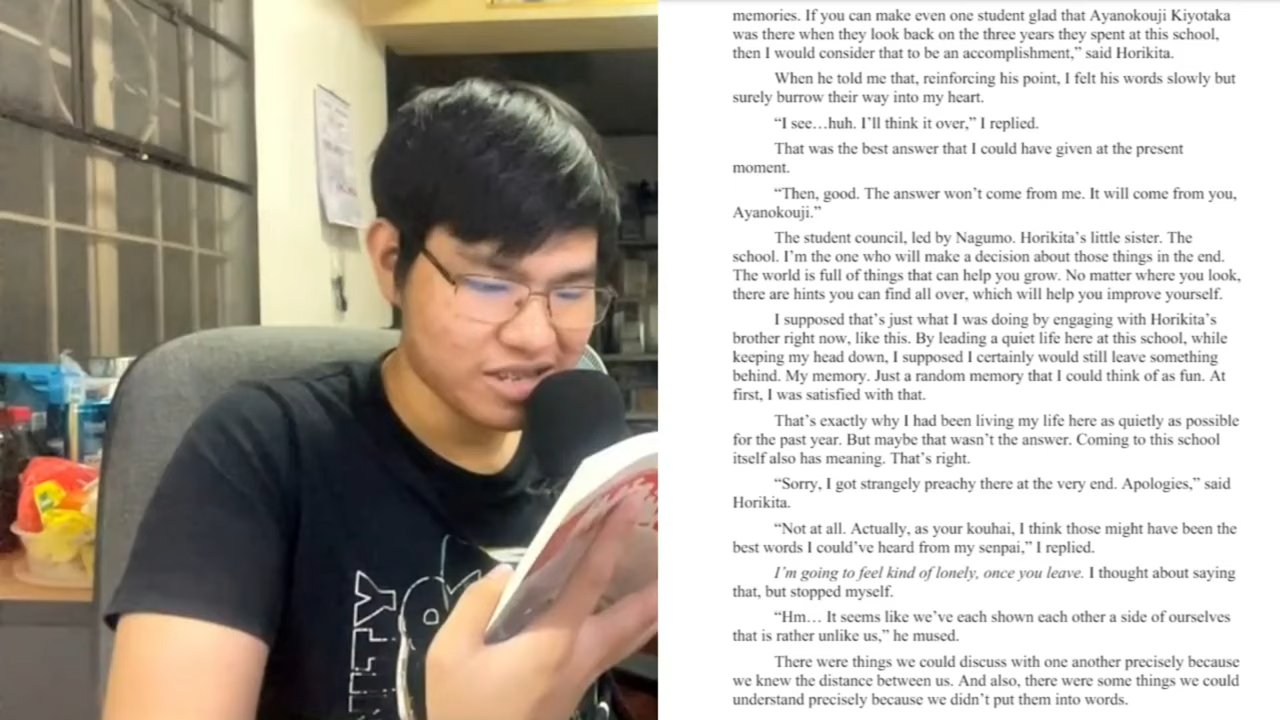 memories. If you can make even one student glad that Ayanokouji Kiyotaka
was there when they look back on the three years they spent at this school,
then I would consider that to be an accomplishment,” said Horikita.
When he told me that, reinforcing his point, I felt his words slowly but
surely burrow their way into my heart.
“I see…huh. I’ll think it over,” I replied.
That was the best answer that I could have given at the present
moment.
“Then, good. The answer won’t come from me. It will come from you,
Ayanokouji.”
The student council, led by Nagumo. Horikita’s little sister. The
school. I’m the one who will make a decision about those things in the end.
The world is full of things that can help you grow. No matter where you look,
there are hints you can find all over, which will help you improve yourself.
I supposed that’s just what I was doing by engaging with Horikita’s
brother right now, like this. By leading a quiet life here at this school, while
keeping my head down, I supposed I certainly would still leave something
behind. My memory. Just a random memory that I could think of as fun. At
first, I was satisfied with that.
That’s exactly why I had been living my life here as quietly as possible
for the past year. But maybe that wasn’t the answer. Coming to this school
itself also has meaning. That’s right.
“Sorry, I got strangely preachy there at the very end. Apologies,” said
Horikita.
“Not at all. Actually, as your kouhai, I think those might have been the
best words I could’ve heard from my senpai,” I replied.
I’m going to feel kind of lonely, once you leave. I thought about saying
that, but stopped myself.
“Hm… It seems like we’ve each shown each other a side of ourselves
that is rather unlike us,” he mused.
There were things we could discuss with one another precisely because
we knew the distance between us. And also, there were some things we could
understand precisely because we didn’t put them into words.